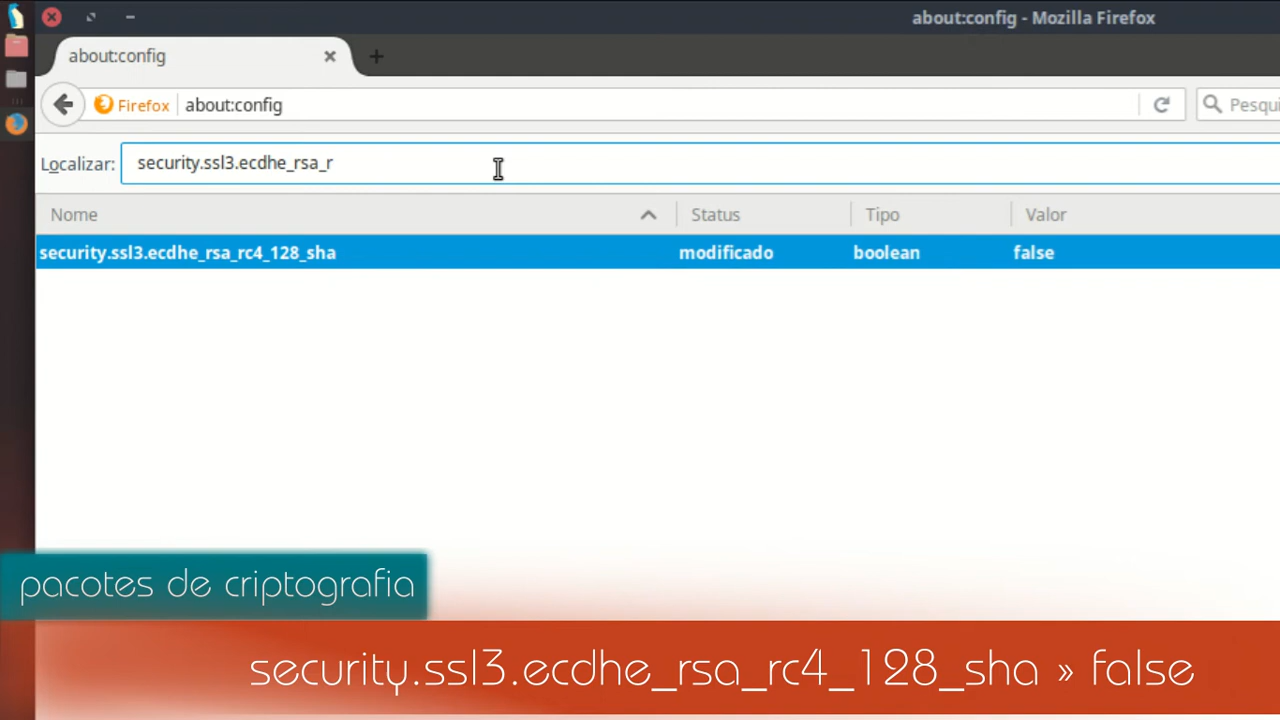 about:config - Mozilla Firefox
about:config
Firefox about:config Pesqui
Localizar: security.ssl3.ecdhe_rsa_r
Nome Status Tipo Valor
security.ssl3.ecdhe_rsa_rc4_128_sha modificado boolean false
pacotes de criptografia
security.ssl3.ecdhe_rsa_rc4_128_sha » false